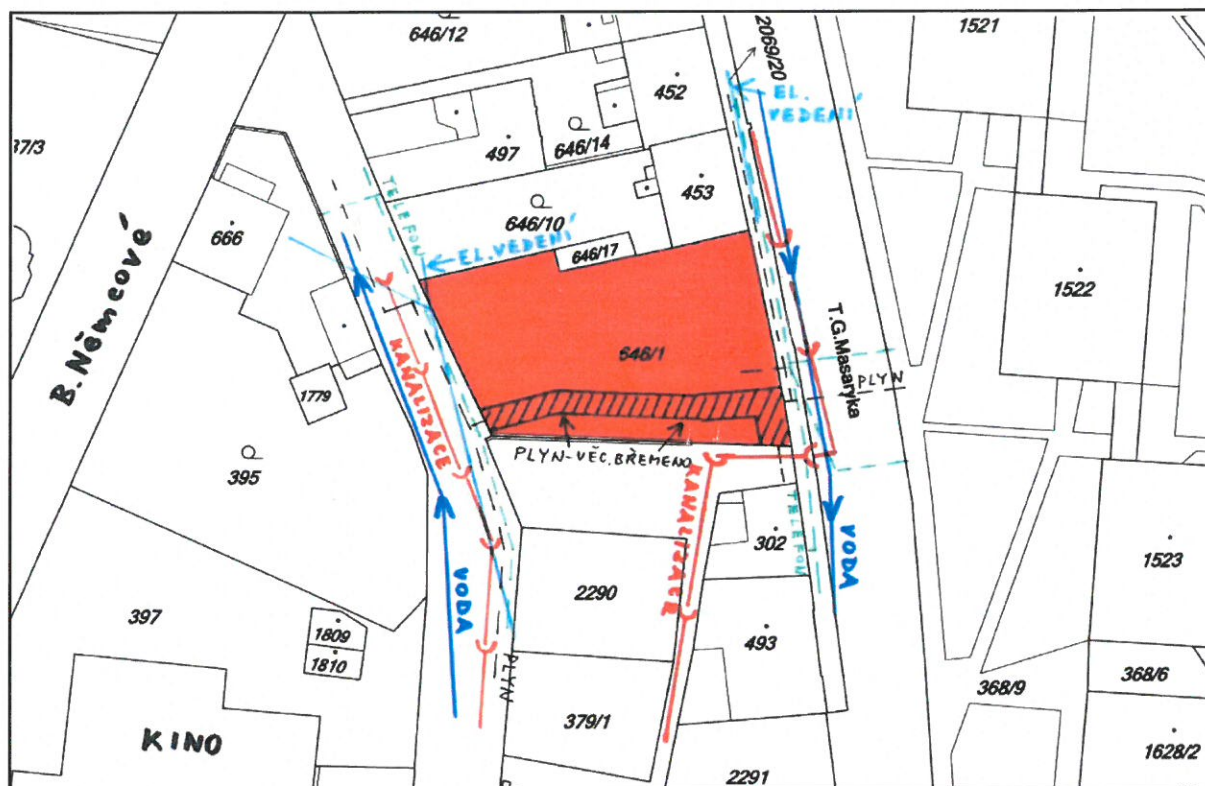 646/12
2069/20
1521
452
EL.
VEDENÍ
37/3
497
646/14
453
TELEFON
646/10
666
EL.VEDENÍ
646/17
B.Němcové
1522
T.G.Masaryka
646/1
PLYN
KANALIZACE
1779
PLYN-VĚC.BŘEMENO
395
KANALIZACE
TELEFON
302
VODA
1523
VODA
2290
397
1809
493
1810
PLYN
368/9
368/6
379/1
KINO
1628/2
2291